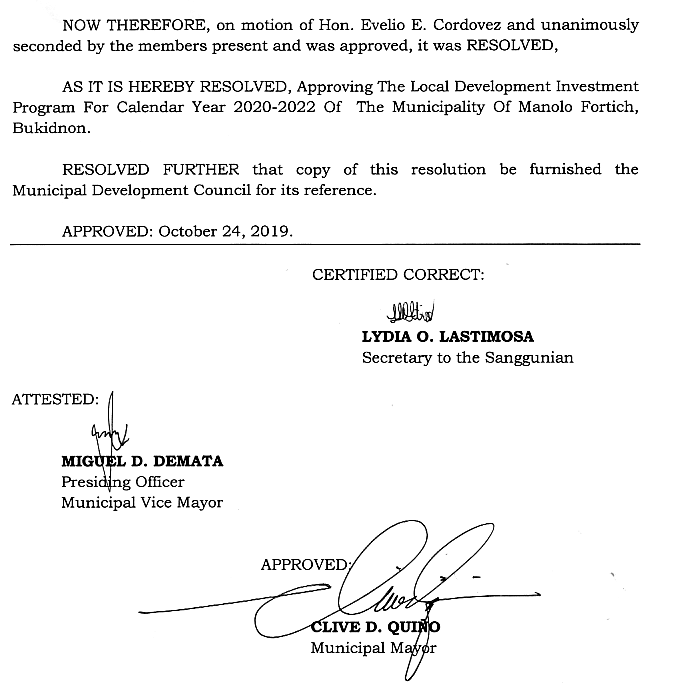 NOW THEREFORE, on motion of Hon. Evelio E. Cordovez and unanimously
seconded by the members present and was approved, it was RESOLVED,
AS IT IS HEREBY RESOLVED, Approving The Local Development Investment
Program For Calendar Year 2020-2022 Of The Municipality Of Manolo Fortich,
Bukidnon.
RESOLVED FURTHER that copy of this resolution be furnished the
Municipal Development Council for its reference.
APPROVED: October 24, 2019.
CERTIFIED CORRECT:
LYDIA O. LASTIMOSA
Secretary to the Sanggunian
ATTESTED:
MIGUEL D. DEMATA
Presiding Officer
Municipal Vice Mayor
APPROVED:
CLIVE D. QUIÑO
Municipal Mayor